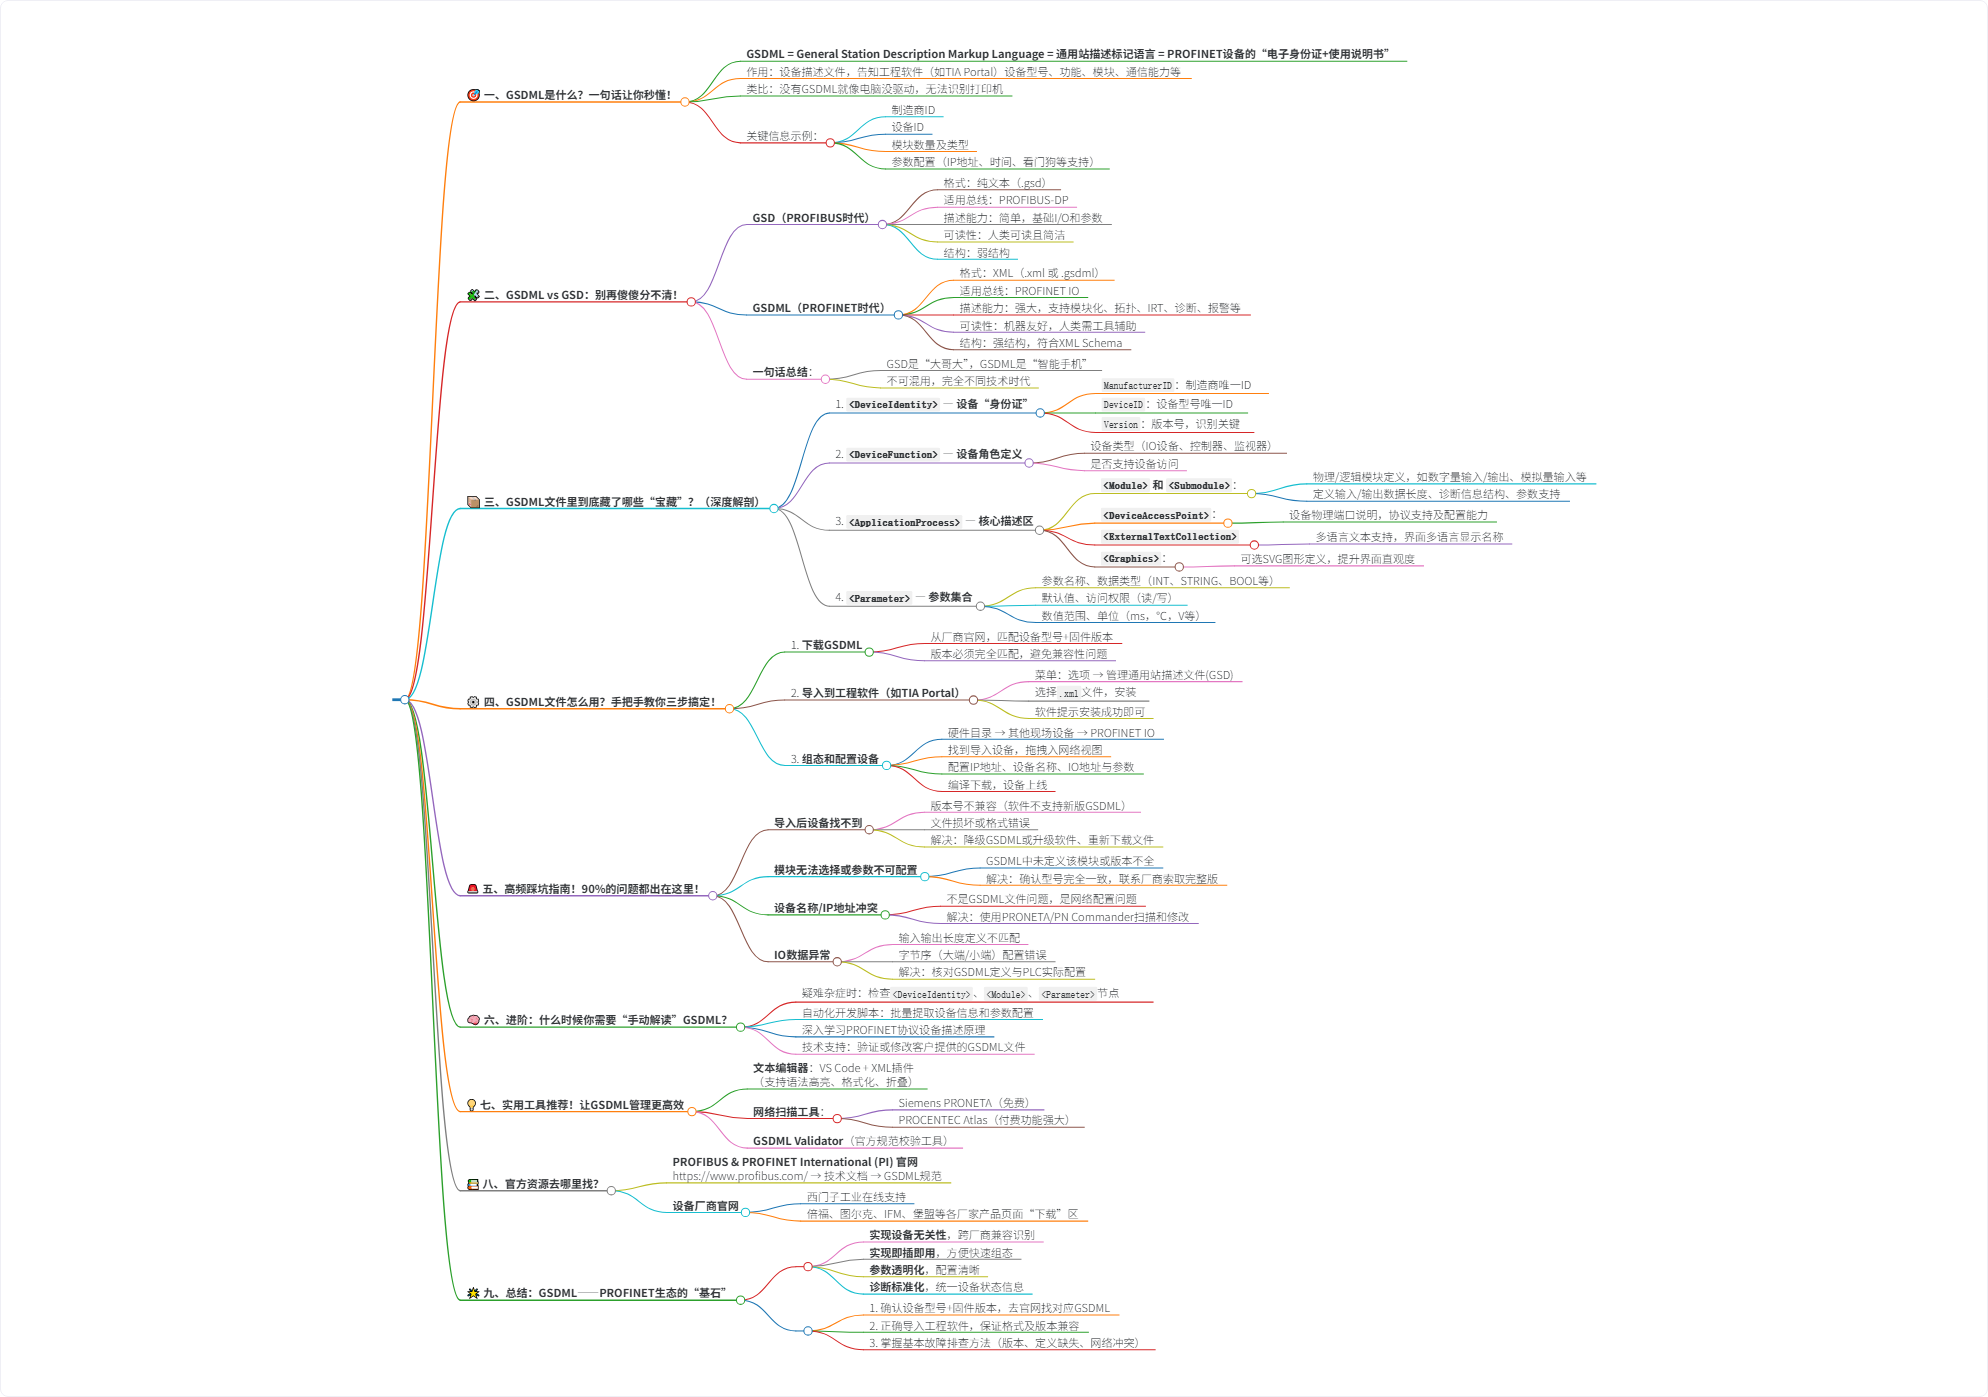 GSDML = General Station Description Markup Language = 通用站描述标记语言 = PROFINET设备的“电子身份证+使用说明书”
作用：设备描述文件，告知工程软件（如TIA Portal）设备型号、功能、模块、通信能力等
类比：没有GSDML就像电脑没驱动，无法识别打印机
🎯 一、GSDML是什么？一句话让你秒懂！
关键信息示例：
制造商ID
设备ID
模块数量及类型
参数配置（IP地址、时间、看门狗等支持）
🧩 二、GSDML vs GSD：别再傻傻分不清！
GSD（PROFIBUS时代）
格式：纯文本（.gsd）
适用总线：PROFIBUS-DP
描述能力：简单，基础I/O和参数
可读性：人类可读且简洁
结构：弱结构
GSDML（PROFINET时代）
格式：XML（.xml 或 .gsdml）
适用总线：PROFINET IO
描述能力：强大，支持模块化、拓扑、IRT、诊断、报警等
可读性：机器友好，人类需工具辅助
结构：强结构，符合XML Schema
一句话总结：
GSD是“大哥大”，GSDML是“智能手机”
不可混用，完全不同技术时代
📦 三、GSDML文件里到底藏了哪些“宝藏”？（深度解剖）
1. <DeviceIdentity> — 设备“身份证”
ManufacturerID：制造商唯一ID
DeviceID：设备型号唯一ID
Version：版本号，识别关键
2. <DeviceFunction> — 设备角色定义
设备类型（IO设备、控制器、监视器）
是否支持设备访问
3. <ApplicationProcess> — 核心描述区
<Module> 和 <Submodule>：
物理/逻辑模块定义，如数字量输入/输出、模拟量输入等
定义输入/输出数据长度、诊断信息结构、参数支持
<DeviceAccessPoint>：
设备物理端口说明，协议支持及配置能力
<ExternalTextCollection>
多语言文本支持，界面多语言显示名称
<Graphics>：
可选SVG图形定义，提升界面直观度
4. <Parameter> — 参数集合
参数名称、数据类型（INT、STRING、BOOL等）
默认值、访问权限（读/写）
数值范围、单位（ms，°C，V等）
⚙️ 四、GSDML文件怎么用？手把手教你三步搞定！
1. 下载GSDML
从厂商官网，匹配设备型号+固件版本
版本必须完全匹配，避免兼容性问题
2. 导入到工程软件（如TIA Portal）
菜单：选项 → 管理通用站描述文件(GSD)
选择 .xml 文件，安装
软件提示安装成功即可
3. 组态和配置设备
硬件目录 → 其他现场设备 → PROFINET IO
找到导入设备，拖拽入网络视图
配置IP地址、设备名称、IO地址与参数
编译下载，设备上线
🚨 五、高频踩坑指南！90%的问题都出在这里！
导入后设备找不到
版本号不兼容（软件不支持新版GSDML）
文件损坏或格式错误
解决：降级GSDML或升级软件、重新下载文件
模块无法选择或参数不可配置
GSDML中未定义该模块或版本不全
解决：确认型号完全一致，联系厂商索取完整版
设备名称/IP地址冲突
不是GSDML文件问题，是网络配置问题
解决：使用PRONETA/PN Commander扫描和修改
IO数据异常
输入输出长度定义不匹配
字节序（大端/小端）配置错误
解决：核对GSDML定义与PLC实际配置
🧠 六、进阶：什么时候你需要“手动解读”GSDML？
疑难杂症时：检查 <DeviceIdentity>、 <Module>、 <Parameter> 节点
自动化开发脚本：批量提取设备信息和参数配置
深入学习PROFINET协议设备描述原理
技术支持：验证或修改客户提供的GSDML文件
💡 七、实用工具推荐！让GSDML管理更高效
文本编辑器：VS Code + XML插件
（支持语法高亮、格式化、折叠）
网络扫描工具：
Siemens PRONETA（免费）
PROCENTEC Atlas（付费功能强大）
GSDML Validator（官方规范校验工具）
📚 八、官方资源去哪里找？
PROFIBUS & PROFINET International (PI) 官网
https://www.profibus.com/ → 技术文档 → GSDML规范
设备厂商官网
西门子工业在线支持
倍福、图尔克、IFM、堡盟等各厂家产品页面“下载”区
🌟 九、总结：GSDML——PROFINET生态的“基石”
实现设备无关性，跨厂商兼容识别
实现即插即用，方便快速组态
参数透明化，配置清晰
诊断标准化，统一设备状态信息
1. 确认设备型号+固件版本，去官网找对应GSDML
2. 正确导入工程软件，保证格式及版本兼容
3. 掌握基本故障排查方法（版本、定义缺失、网络冲突）